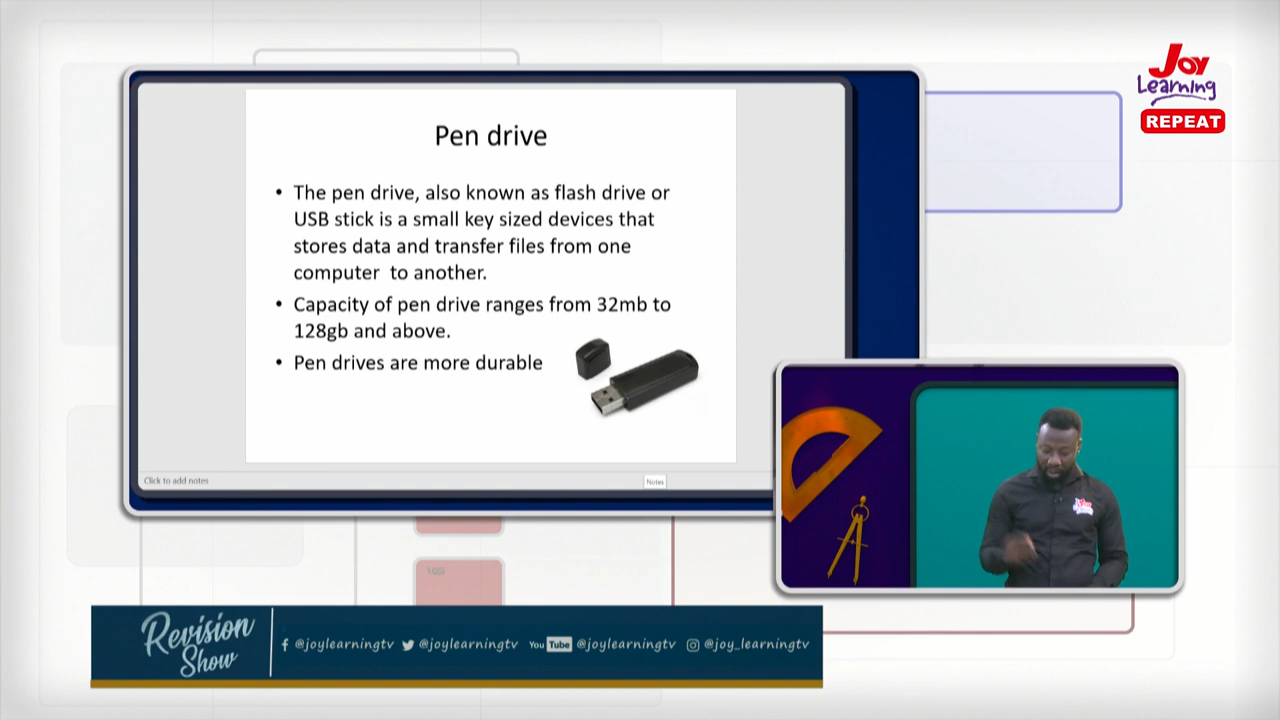 Joy
Learning
REPEAT
Pen drive
• The pen drive, also known as flash drive or
USB stick is a small key sized devices that
stores data and transfer files from one
computer to another.
• Capacity of pen drive ranges from 32mb to
128gb and above.
• Pen drives are more durable
Click to add notes
Notes
Revision
Show
@joylearningtv @joylearningtv You Tube @joylearningtv @joy_learningtv